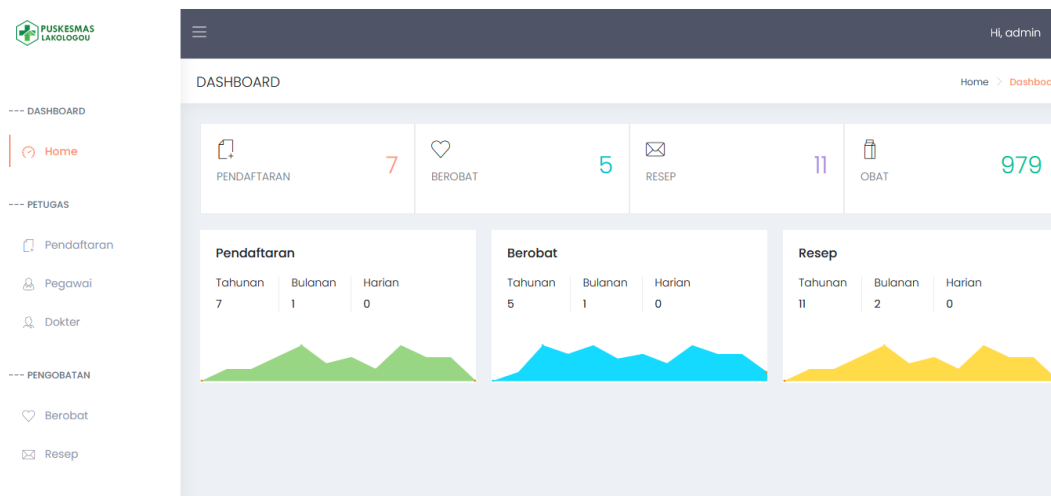 PUSKESMAS
LAKOLOGOU
--- DASHBOARD
Home
--- PETUGAS
Pendaftaran
Pegawai
Dokter
--- PENGOBATAN
Berobat
Resep
Hi, admin
DASHBOARD
Home > Dashboa
PENDAFTARAN 7
BEROBAT 5
RESEP 11
OBAT 979
Pendaftaran
Tahunan Bulanan Harian
7 1 0
Berobat
Tahunan Bulanan Harian
5 1 0
Resep
Tahunan Bulanan Harian
11 2 0